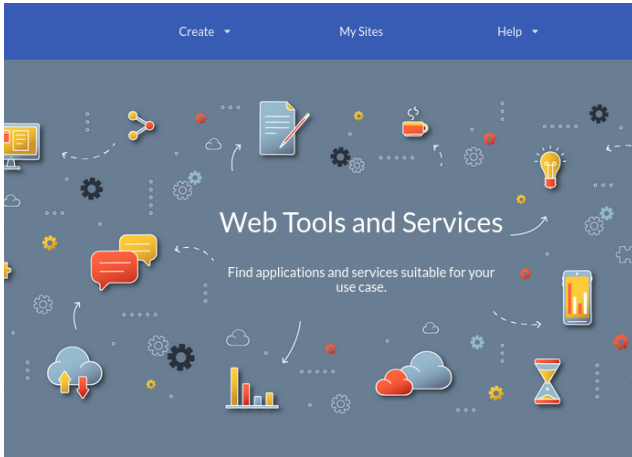 Create
My Sites
Help
Web Tools and Services
Find applications and services suitable for your
use case.